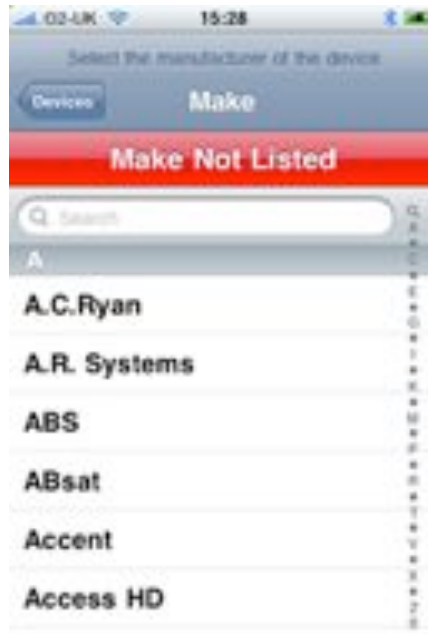 O2-UK 15:28
Select the manufacturer of the device
Devices Make
Make Not Listed
Search
A
A.C.Ryan
A.R. Systems
ABS
ABsat
Accent
Access HD